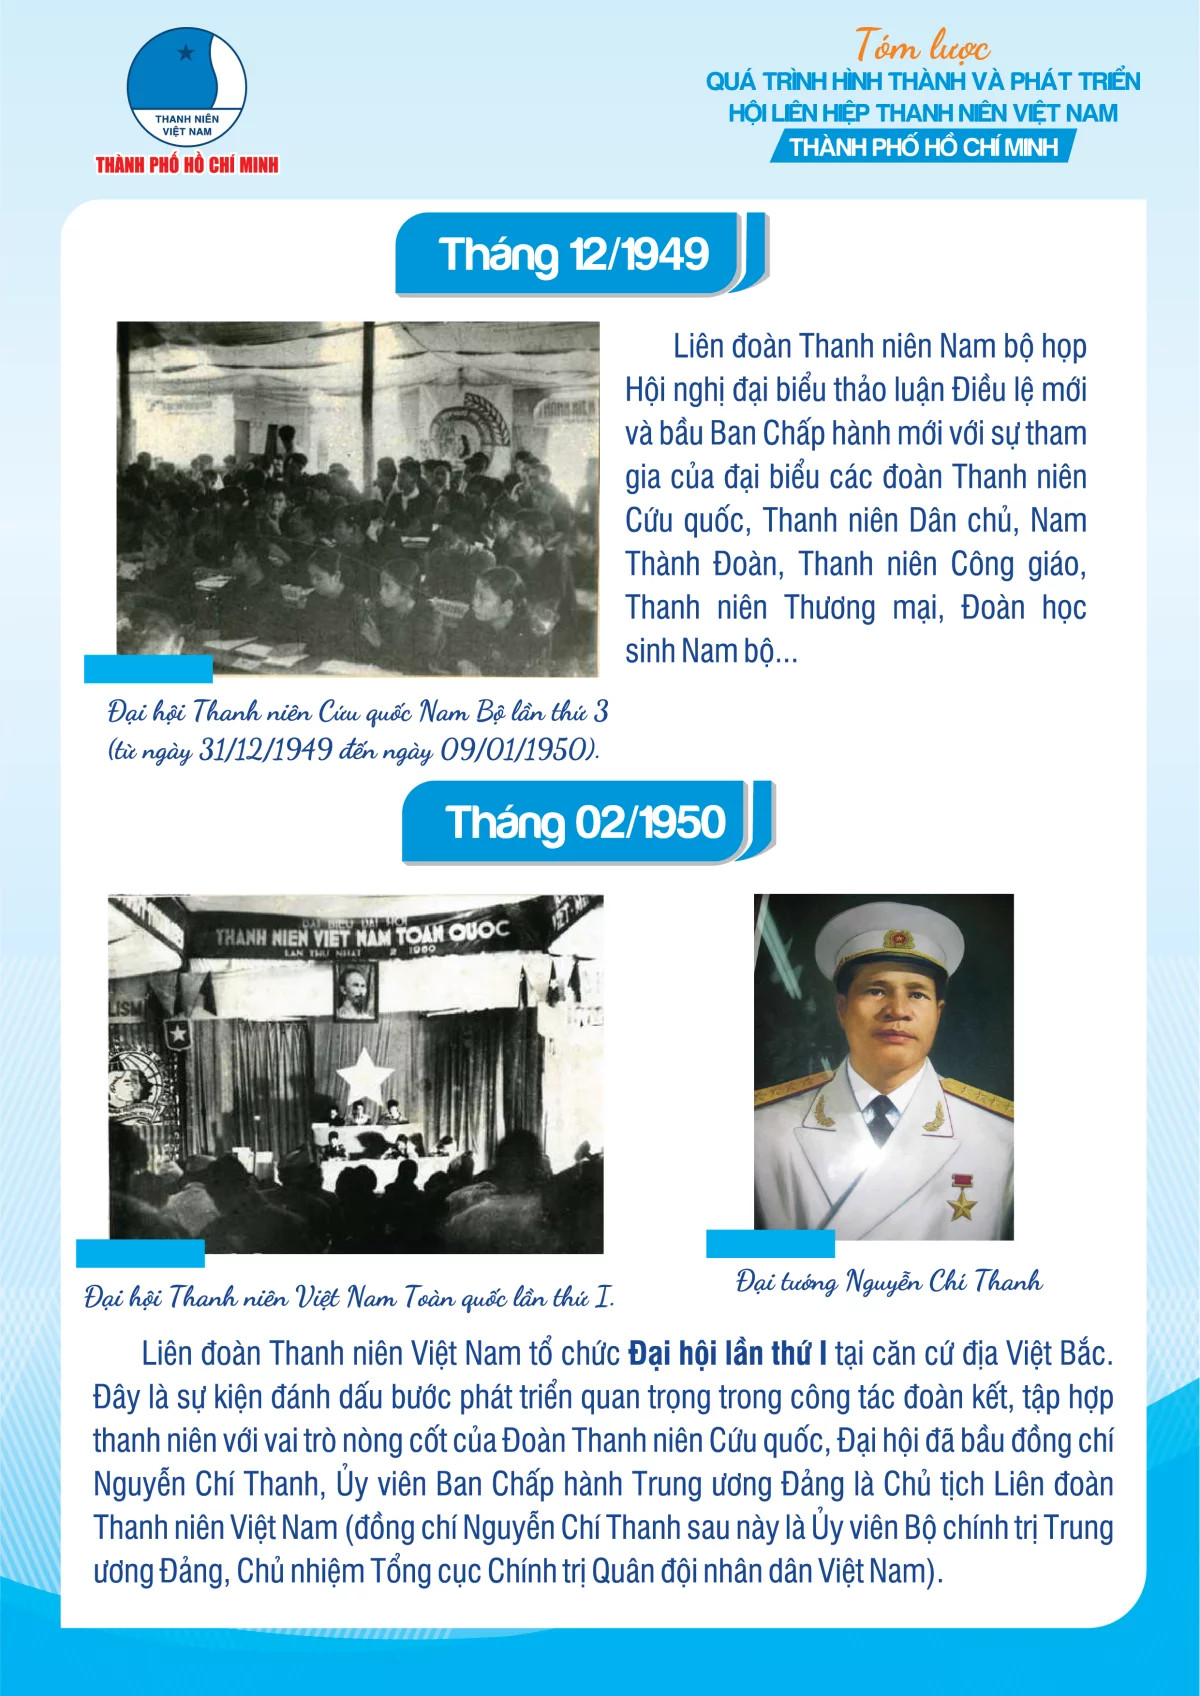 THANH NIÊN
VIỆT NAM
THÀNH PHỐ HỒ CHÍ MINH
Tóm lược
QUÁ TRÌNH HÌNH THÀNH VÀ PHÁT TRIỂN
HỘI LIÊN HIỆP THANH NIÊN VIỆT NAM
THÀNH PHỐ HỒ CHÍ MINH
Tháng 12/1949
Liên đoàn Thanh niên Nam bộ họp
Hội nghị đại biểu thảo luận Điều lệ mới
và bầu Ban Chấp hành mới với sự tham
gia của đại biểu các đoàn Thanh niên
Cứu quốc, Thanh niên Dân chủ, Nam
Thành Đoàn, Thanh niên Công giáo,
Thanh niên Thương mại, Đoàn học
sinh Nam bộ...
Đại hội Thanh niên Cứu quốc Nam Bộ lần thứ 3
(từ ngày 31/12/1949 đến ngày 09/01/1950).
Tháng 02/1950
ĐẠI BIỂU ĐẠI HỘI
THANH NIÊN VIỆT NAM TOÀN QUỐC
LẦN THỨ NHẤT 2 1950
LISM
Đại hội Thanh niên Việt Nam Toàn quốc lần thứ I.
Đại tướng Nguyễn Chí Thanh
Liên đoàn Thanh niên Việt Nam tổ chức Đại hội lần thứ I tại căn cứ địa Việt Bắc.
Đây là sự kiện đánh dấu bước phát triển quan trọng trong công tác đoàn kết, tập hợp
thanh niên với vai trò nòng cốt của Đoàn Thanh niên Cứu quốc, Đại hội đã bầu đồng chí
Nguyễn Chí Thanh, Ủy viên Ban Chấp hành Trung ương Đảng là Chủ tịch Liên đoàn
Thanh niên Việt Nam (đồng chí Nguyễn Chí Thanh sau này là Ủy viên Bộ chính trị Trung
ương Đảng, Chủ nhiệm Tổng cục Chính trị Quân đội nhân dân Việt Nam).